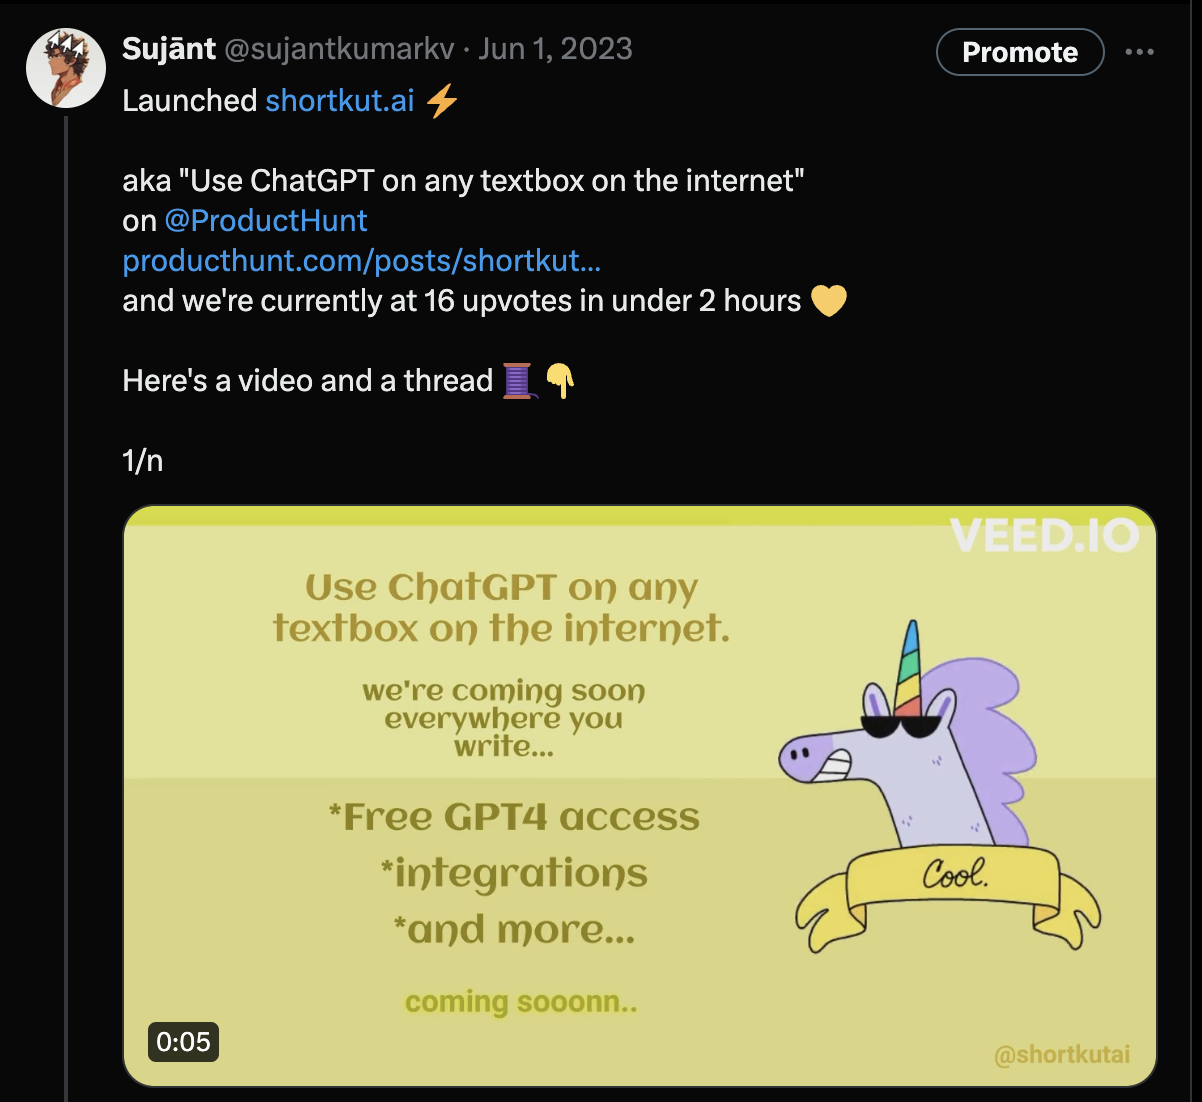 Sujānt @sujantkumarkv · Jun 1, 2023
Promote
Launched shortkut.ai ⚡
aka "Use ChatGPT on any textbox on the internet"
on @ProductHunt
producthunt.com/posts/shortkut...
and we're currently at 16 upvotes in under 2 hours 💛
Here's a video and a thread 🧵👇
1/n
VEED.IO
Use ChatGPT on any
textbox on the internet.
we're coming soon
everywhere you
write...
*Free GPT4 access
*integrations
*and more...
Cool.
coming sooonn..
0:05
@shortkutai